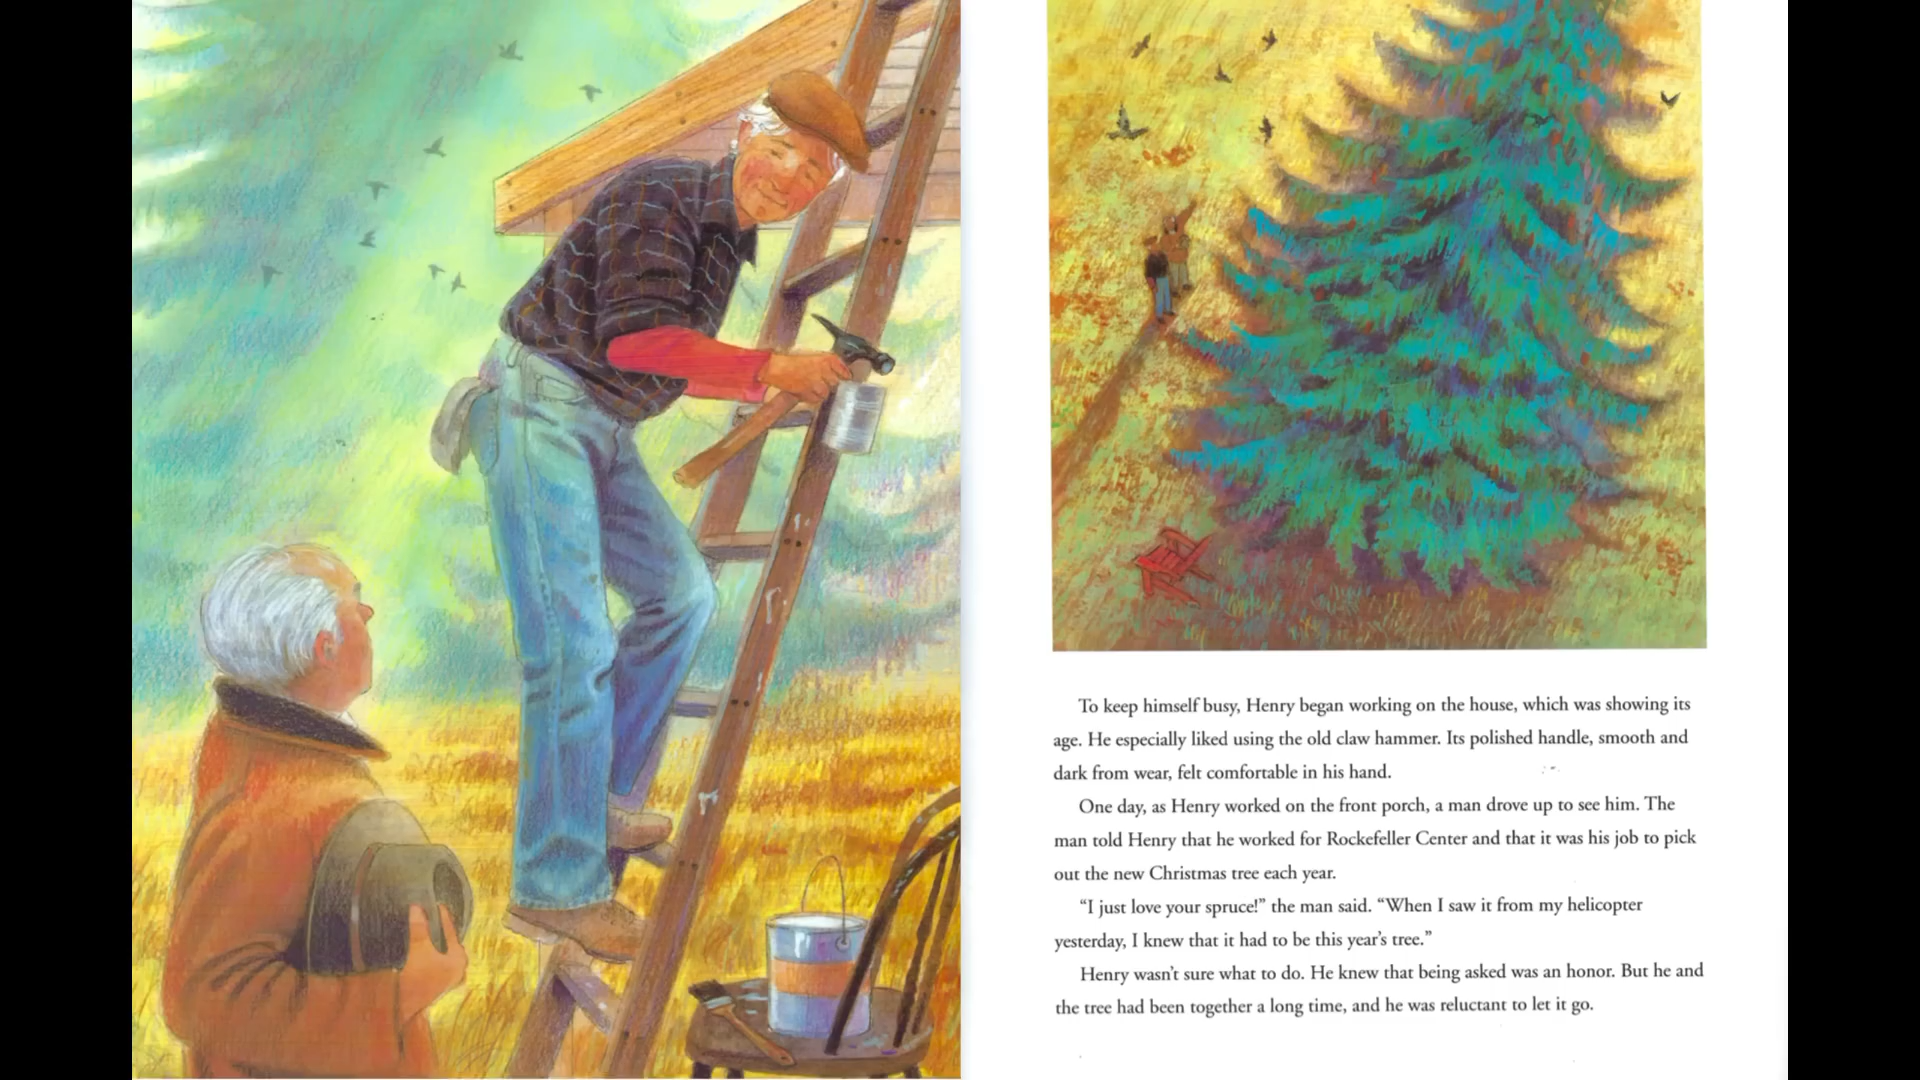 To keep himself busy, Henry began working on the house, which was showing its
age. He especially liked using the old claw hammer. Its polished handle, smooth and
dark from wear, felt comfortable in his hand.
One day, as Henry worked on the front porch, a man drove up to see him. The
man told Henry that he worked for Rockefeller Center and that it was his job to pick
out the new Christmas tree each year.
“I just love your spruce!” the man said. “When I saw it from my helicopter
yesterday, I knew that it had to be this year’s tree.”
Henry wasn’t sure what to do. He knew that being asked was an honor. But he and
the tree had been together a long time, and he was reluctant to let it go.